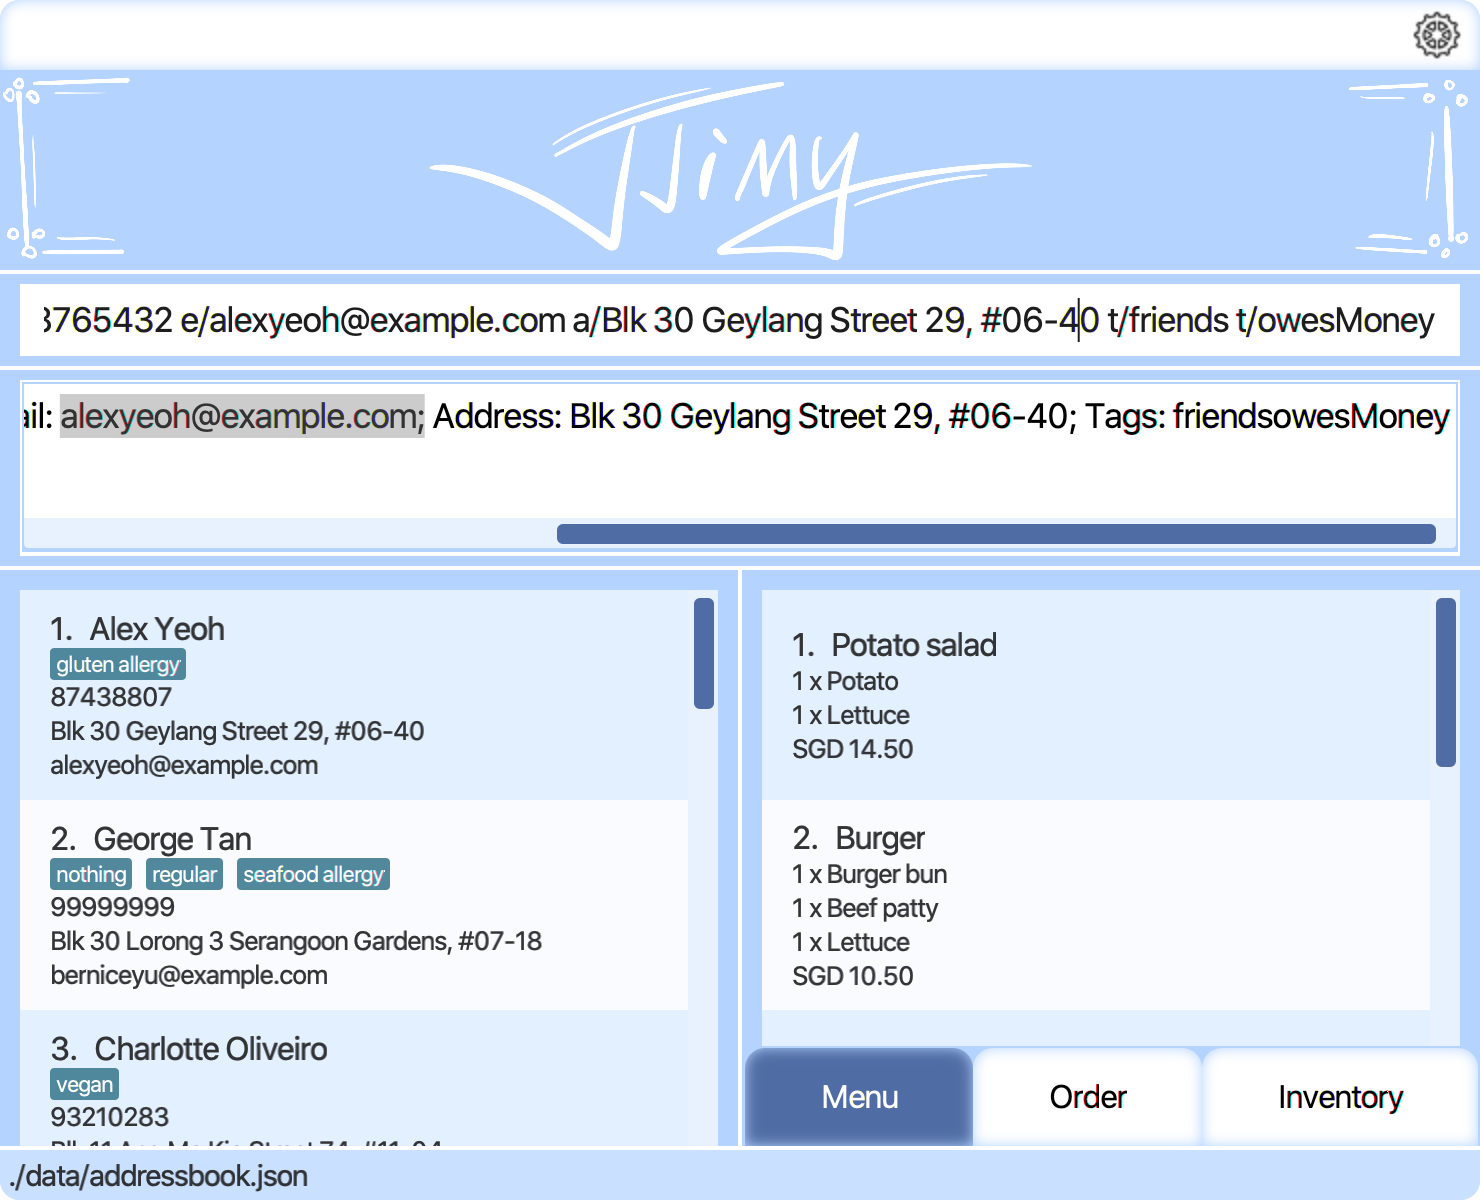 JJimy
3765432 e/alexyeoh@example.com a/Blk 30 Geylang Street 29, #06-40 t/friends t/owesMoney
ail: alexyeoh@example.com; Address: Blk 30 Geylang Street 29, #06-40; Tags: friendsowesMoney
1. Alex Yeoh
gluten allergy
87438807
Blk 30 Geylang Street 29, #06-40
alexyeoh@example.com
2. George Tan
nothing regular seafood allergy
99999999
Blk 30 Lorong 3 Serangoon Gardens, #07-18
berniceyu@example.com
3. Charlotte Oliveiro
vegan
93210283
1. Potato salad
1 x Potato
1 x Lettuce
SGD 14.50
2. Burger
1 x Burger bun
1 x Beef patty
1 x Lettuce
SGD 10.50
Menu Order Inventory
./data/addressbook.json